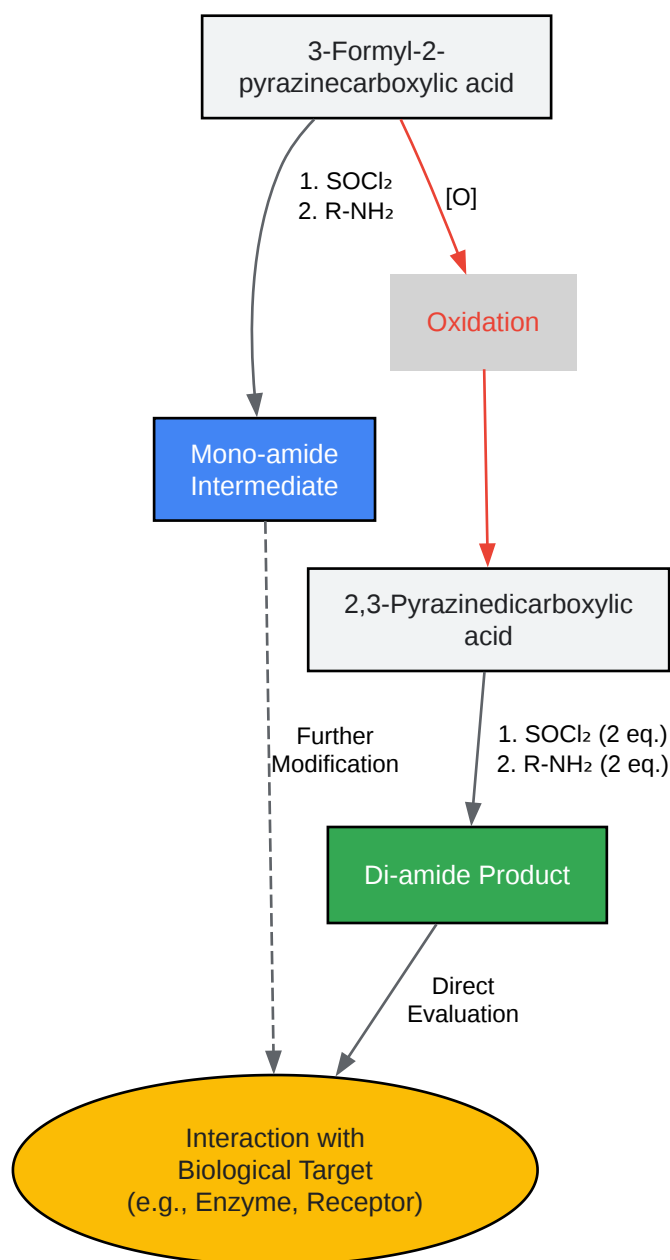 3-Formyl-2-
pyrazinecarboxylic acid
1. SOCl₂
2. R-NH₂
[O]
Oxidation
Mono-amide
Intermediate
2,3-Pyrazinedicarboxylic
acid
Further
Modification
1. SOCl₂ (2 eq.)
2. R-NH₂ (2 eq.)
Di-amide Product
Direct
Evaluation
Interaction with
Biological Target
(e.g., Enzyme, Receptor)